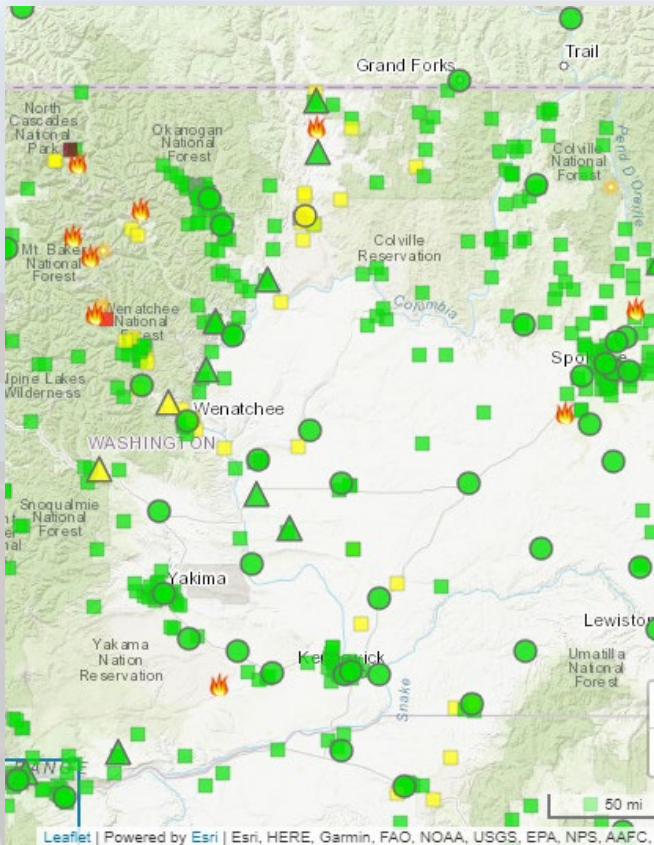 Grand Forks
Trail
North
Cascades
National
Park
Okanogan
National
Forest
Colville
National
Forest
Pend D'Oreille
Mt Baker
National
Forest
Colville
Reservation
Columbia
Wenatchee
National
Forest
Alpine Lakes
Wilderness
Wenatchee
WASHINGTON
Snoqualmie
National
Forest
Yakima
Lewiston
Yakama
Nation
Reservation
Umatilla
National
Forest
Snake
50 mi
Leaflet | Powered by Esri | Esri, HERE, Garmin, FAO, NOAA, USGS, EPA, NPS, AAFC,